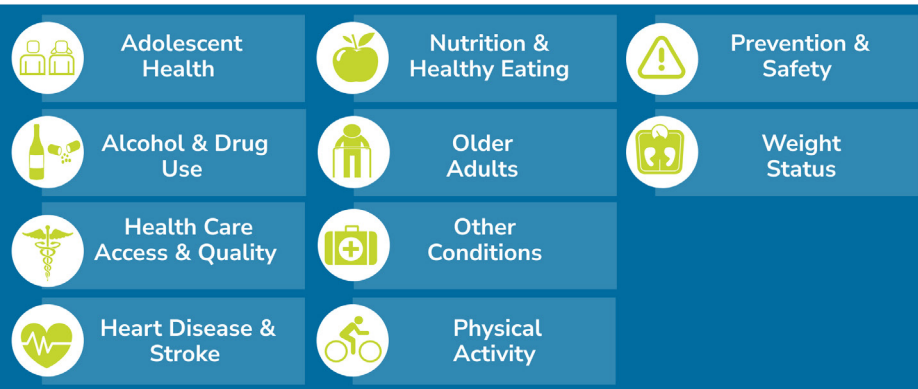 Adolescent
Health
Alcohol & Drug
Use
Health Care
Access & Quality
Heart Disease &
Stroke
Nutrition &
Healthy Eating
Older
Adults
Other
Conditions
Physical
Activity
Prevention &
Safety
Weight
Status